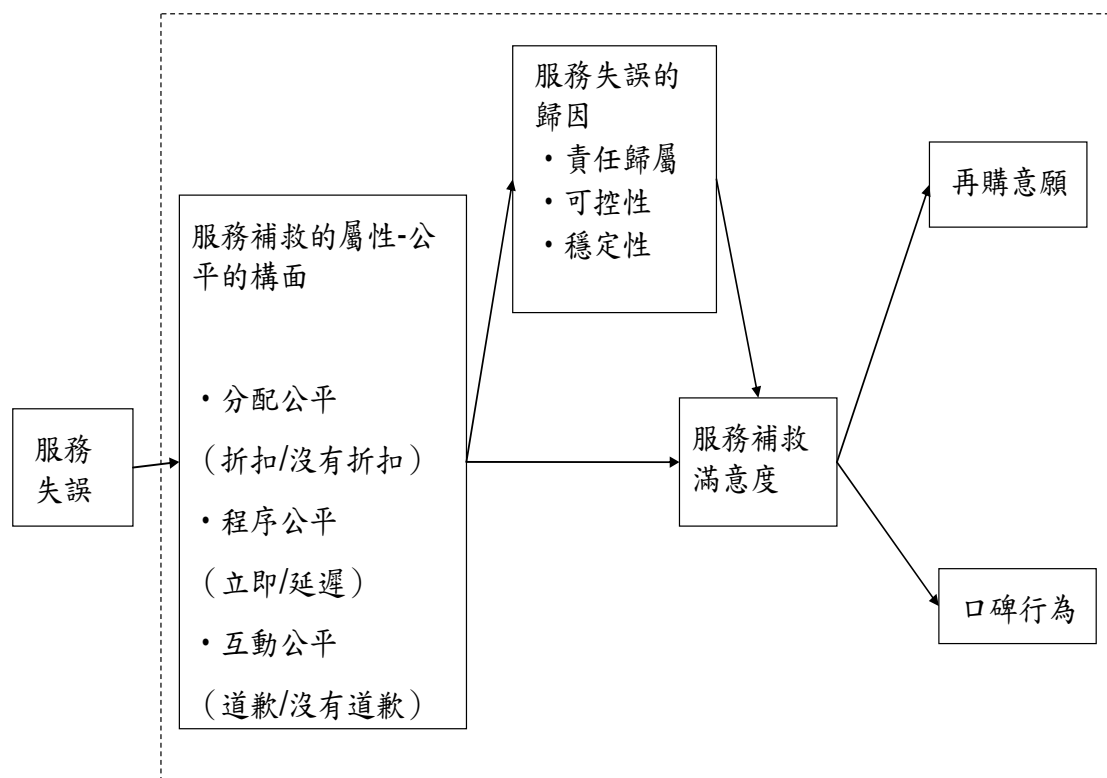 服務
失誤
服務補救的屬性-公
平的構面
・分配公平
（折扣/沒有折扣）
・程序公平
(立即/延遲）
・互動公平
（道歉/沒有道歉）
服務失誤的
歸因
・責任歸屬
・可控性
・穩定性
服務補救
滿意度
再購意願
口碑行為